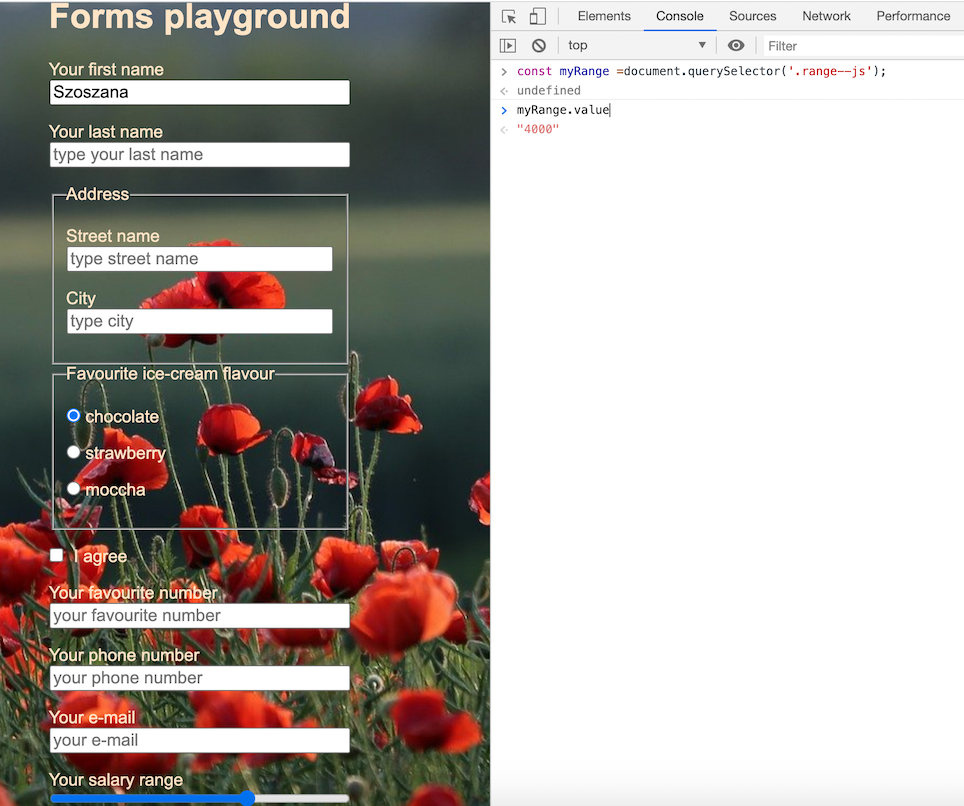 Forms playground
Your first name
Szoszana
Your last name
type your last name
Address
Street name
type street name
City
type city
Favourite ice-cream flavour
chocolate
strawberry
moccha
I agree
Your favourite number
your favourite number
Your phone number
your phone number
Your e-mail
your e-mail
Your salary range
Elements Console Sources Network Performance
top Filter
const myRange =document.querySelector('.range--js');
undefined
myRange.value
"4000"